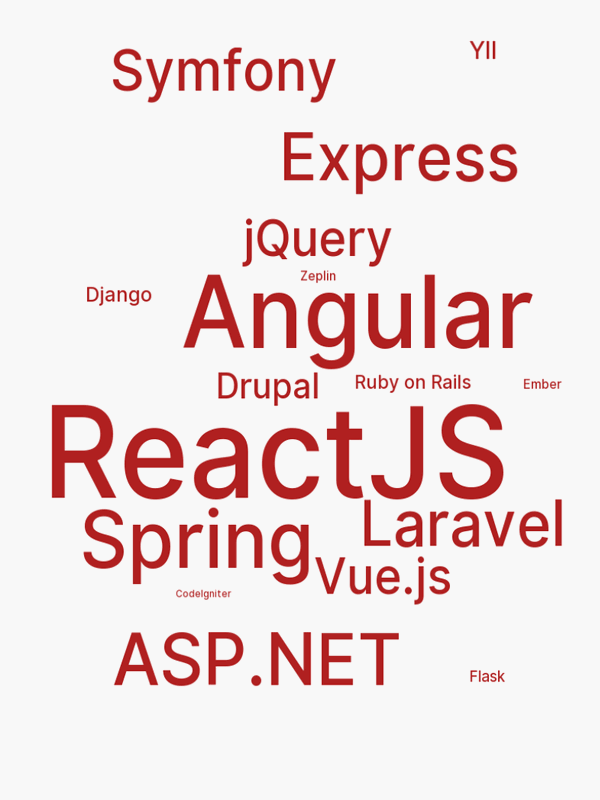 YII
Symfony
Express
jQuery
Zeplin
Django
Angular
Drupal
Ruby on Rails
Ember
ReactJS
Laravel
Spring
Vue.js
CodeIgniter
ASP.NET
Flask